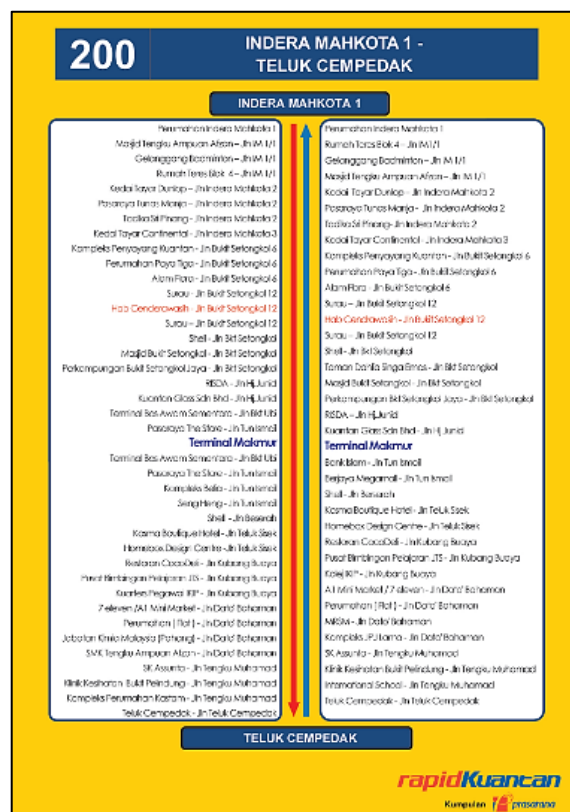 200
INDERA MAHKOTA 1 -
TELUK CEMPEDAK
INDERA MAHKOTA 1
Perumahan Indera Mahkota 1
Masjid Tengku Ampuan Afzan – Jln IM 1/1
Gelanggang Badminton – Jln IM 1/1
Rumah Teres Blok 4 – Jln IM 1/1
Kedai Tayar Dunlop – Jln Indera Mahkota 2
Pasaraya Tunas Manja – Jln Indera Mahkota 2
Tadika Sri Pinang – Jln Indera Mahkota 2
Kedai Tayar Continental – Jln Indera Mahkota 3
Kompleks Penyayang Kuantan – Jln Bukit Setongkol 6
Perumahan Paya Tiga – Jln Bukit Setongkol 6
Alam Flora – Jln Bukit Setongkol 6
Surau – Jln Bukit Setongkol 12
Hab Cenderawasih – Jln Bukit Setongkol 12
Surau – Jln Bukit Setongkol 12
Shell – Jln Bkt Setongkol
Masjid Bukit Setongkol – Jln Bkt Setongkol
Perkampungan Bukit Setongkol Jaya – Jln Bkt Setongkol
RISDA – Jln Hj Junid
Kuantan Glass Sdn Bhd – Jln Hj Junid
Terminal Bas Awam Sementara – Jln Bkt Ubi
Pasaraya The Store – Jln Tun Ismail
Terminal Makmur
Terminal Bas Awam Sementara – Jln Bkt Ubi
Pasaraya The Store – Jln Tun Ismail
Kompleks Belia – Jln Tun Ismail
Seng Heng – Jln Tun Ismail
Shell – Jln Beserah
Kasma Boutique Hotel – Jln Teluk Sisek
Homebox Design Centre – Jln Teluk Sisek
Restoran CocoDeli – Jln Kubang Buaya
Pusat Bimbingan Pelajaran JTS – Jln Kubang Buaya
Kuarters Pegawai IKIP – Jln Kubang Buaya
7 eleven /A1 Mini Market – Jln Dato' Bahaman
Perumahan ( Flat ) – Jln Dato' Bahaman
Jabatan Kimia Malaysia (Pahang) – Jln Dato' Bahaman
SMK Tengku Ampuan Afzan – Jln Dato' Bahaman
SK Assunta – Jln Tengku Muhamad
Klinik Kesihatan Bukit Pelindung – Jln Tengku Muhamad
Kompleks Perumahan Kastam – Jln Tengku Muhamad
Teluk Cempedak – Jln Teluk Cempedak
Perumahan Indera Mahkota 1
Rumah Teres Blok 4 – Jln IM1/1
Gelanggang Badminton – Jln IM 1/1
Masjid Tengku Ampuan Afzan – Jln IM 1/1
Kedai Tayar Dunlop – Jln Indera Mahkota 2
Pasaraya Tunas Manja – Jln Indera Mahkota 2
Tadika Sri Pinang- Jln Indera Mahkota 2
Kedai Tayar Continental – Jln Indera Mahkota 3
Kompleks Penyayang Kuantan – Jln Bukit Setongkol 6
Perumahan Paya Tiga – Jln Bukit Setongkol 6
Alam Flora – Jln Bukit Setongkol 6
Surau – Jln Bukit Setongkol 12
Hab Cendrawasih – Jln Bukit Setongkol 12
Surau – Jln Bukit Setongkol 12
Shell – Jln Bkt Setongkol
Taman Dahlia Singa Emas – Jln Bkt Setongkol
Masjid Bukit Setongkol – Jln Bkt Setongkol
Perkampungan Bkt Setongkol Jaya – Jln Bkt Setongkol
RISDA – Jln Hj.Junid
Kuantan Glass Sdn Bhd – Jln Hj Junid
Terminal Makmur
Bank Islam – Jln Tun Ismail
Berjaya Megamall – Jln Tun Ismail
Shell – Jln Beserah
Kasma Boutique Hotel – Jln Teluk Sisek
Homebox Design Centre – Jln Teluk Sisek
Restoran CocoDeli – Jln Kubang Buaya
Pusat Bimbingan Pelajaran JTS – Jln Kubang Buaya
Kolej IKIP – Jln Kubang Buaya
A1 Mini Market / 7 eleven – Jln Dato' Bahaman
Perumahan ( Flat ) – Jln Dato' Bahaman
MRSM – Jln Dato' Bahaman
Kompleks JPJ Lama – Jln Dato' Bahaman
SK Assunta – Jln Tengku Muhamad
Klinik Kesihatan Bukit Pelindung – Jln Tengku Muhamad
International School – Jln Tengku Muhamad
Teluk Cempedak – Jln Teluk Cempedak
TELUK CEMPEDAK
rapidKuantan
Kumpulan prasarana